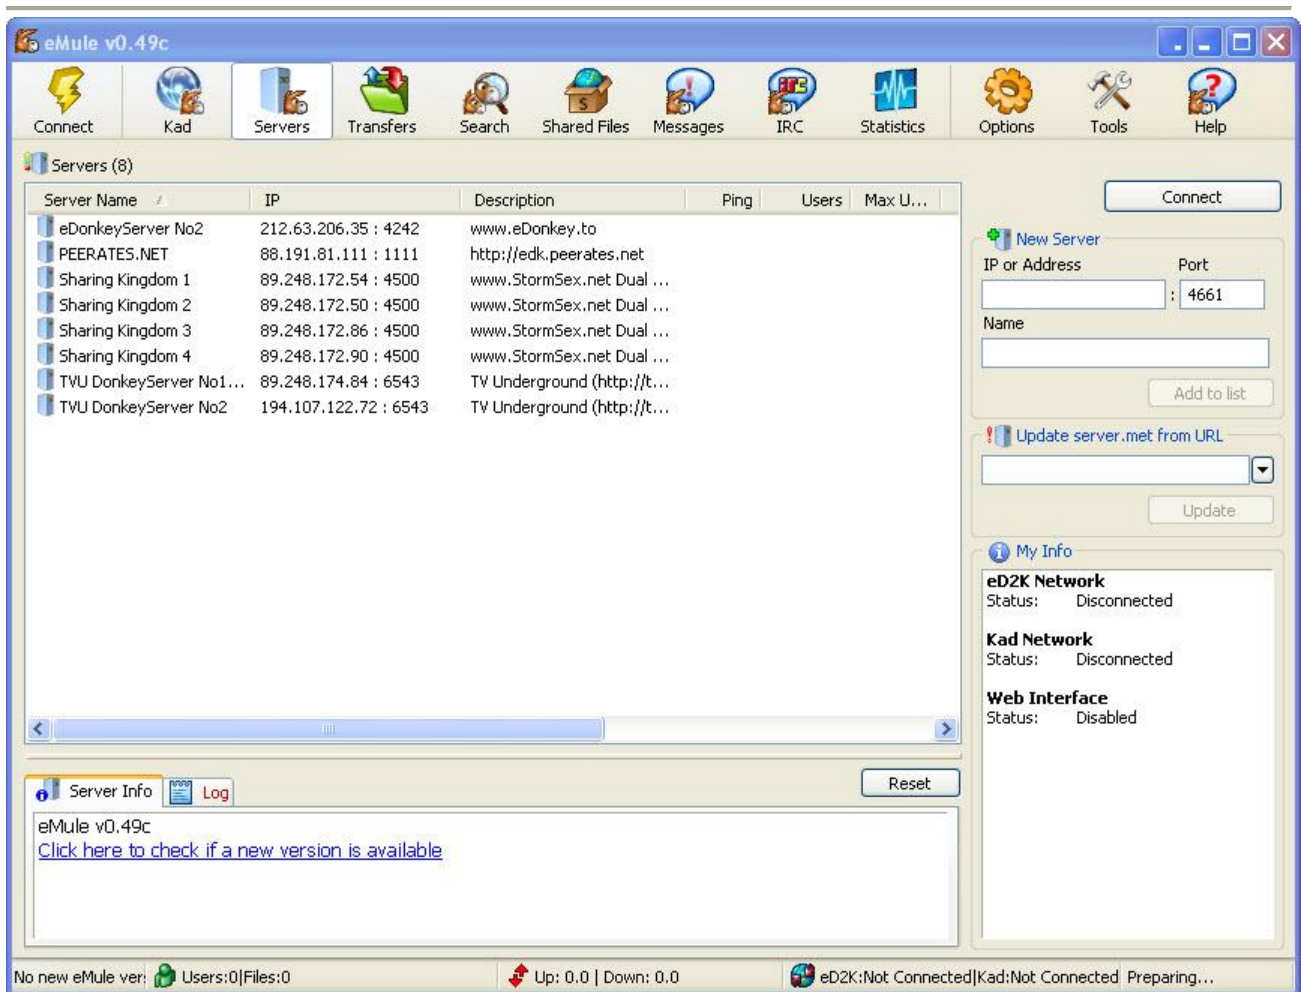 eMule v0.49c
Connect Kad Servers Transfers Search Shared Files Messages IRC Statistics Options Tools Help
Servers (8)
Server Name IP Description Ping Users Max U...
eDonkeyServer No2 212.63.206.35 : 4242 www.eDonkey.to
PEERATES.NET 88.191.81.111 : 1111 http://edk.peerates.net
Sharing Kingdom 1 89.248.172.54 : 4500 www.StormSex.net Dual ...
Sharing Kingdom 2 89.248.172.50 : 4500 www.StormSex.net Dual ...
Sharing Kingdom 3 89.248.172.86 : 4500 www.StormSex.net Dual ...
Sharing Kingdom 4 89.248.172.90 : 4500 www.StormSex.net Dual ...
TVU DonkeyServer No1... 89.248.174.84 : 6543 TV Underground (http://t...
TVU DonkeyServer No2 194.107.122.72 : 6543 TV Underground (http://t...
Connect
New Server
IP or Address Port
: 4661
Name
Add to list
Update server.met from URL
Update
My Info
eD2K Network
Status: Disconnected
Kad Network
Status: Disconnected
Web Interface
Status: Disabled
Server Info Log Reset
eMule v0.49c
Click here to check if a new version is available
No new eMule ver: Users:0|Files:0 Up: 0.0 | Down: 0.0 eD2K:Not Connected|Kad:Not Connected Preparing...